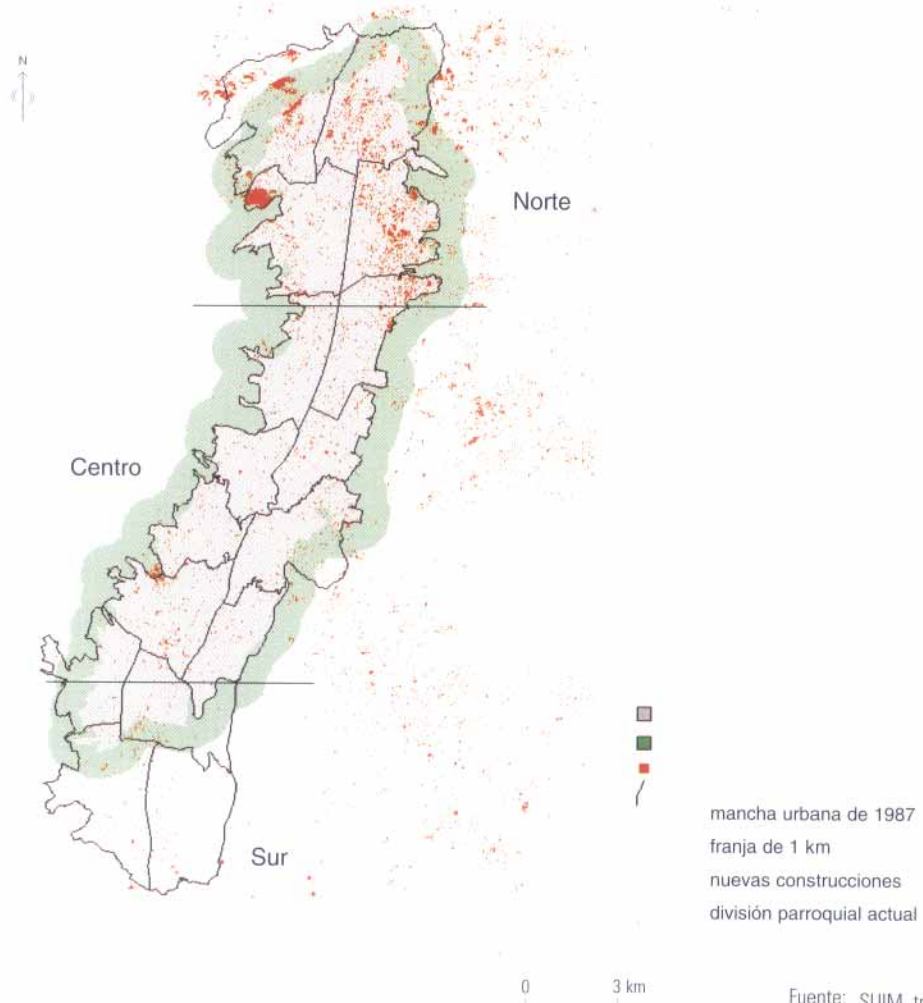 N
Norte
Centro
Sur
mancha urbana de 1987
franja de 1 km
nuevas construcciones
división parroquial actual
0 3 km
Fuente: SUIM